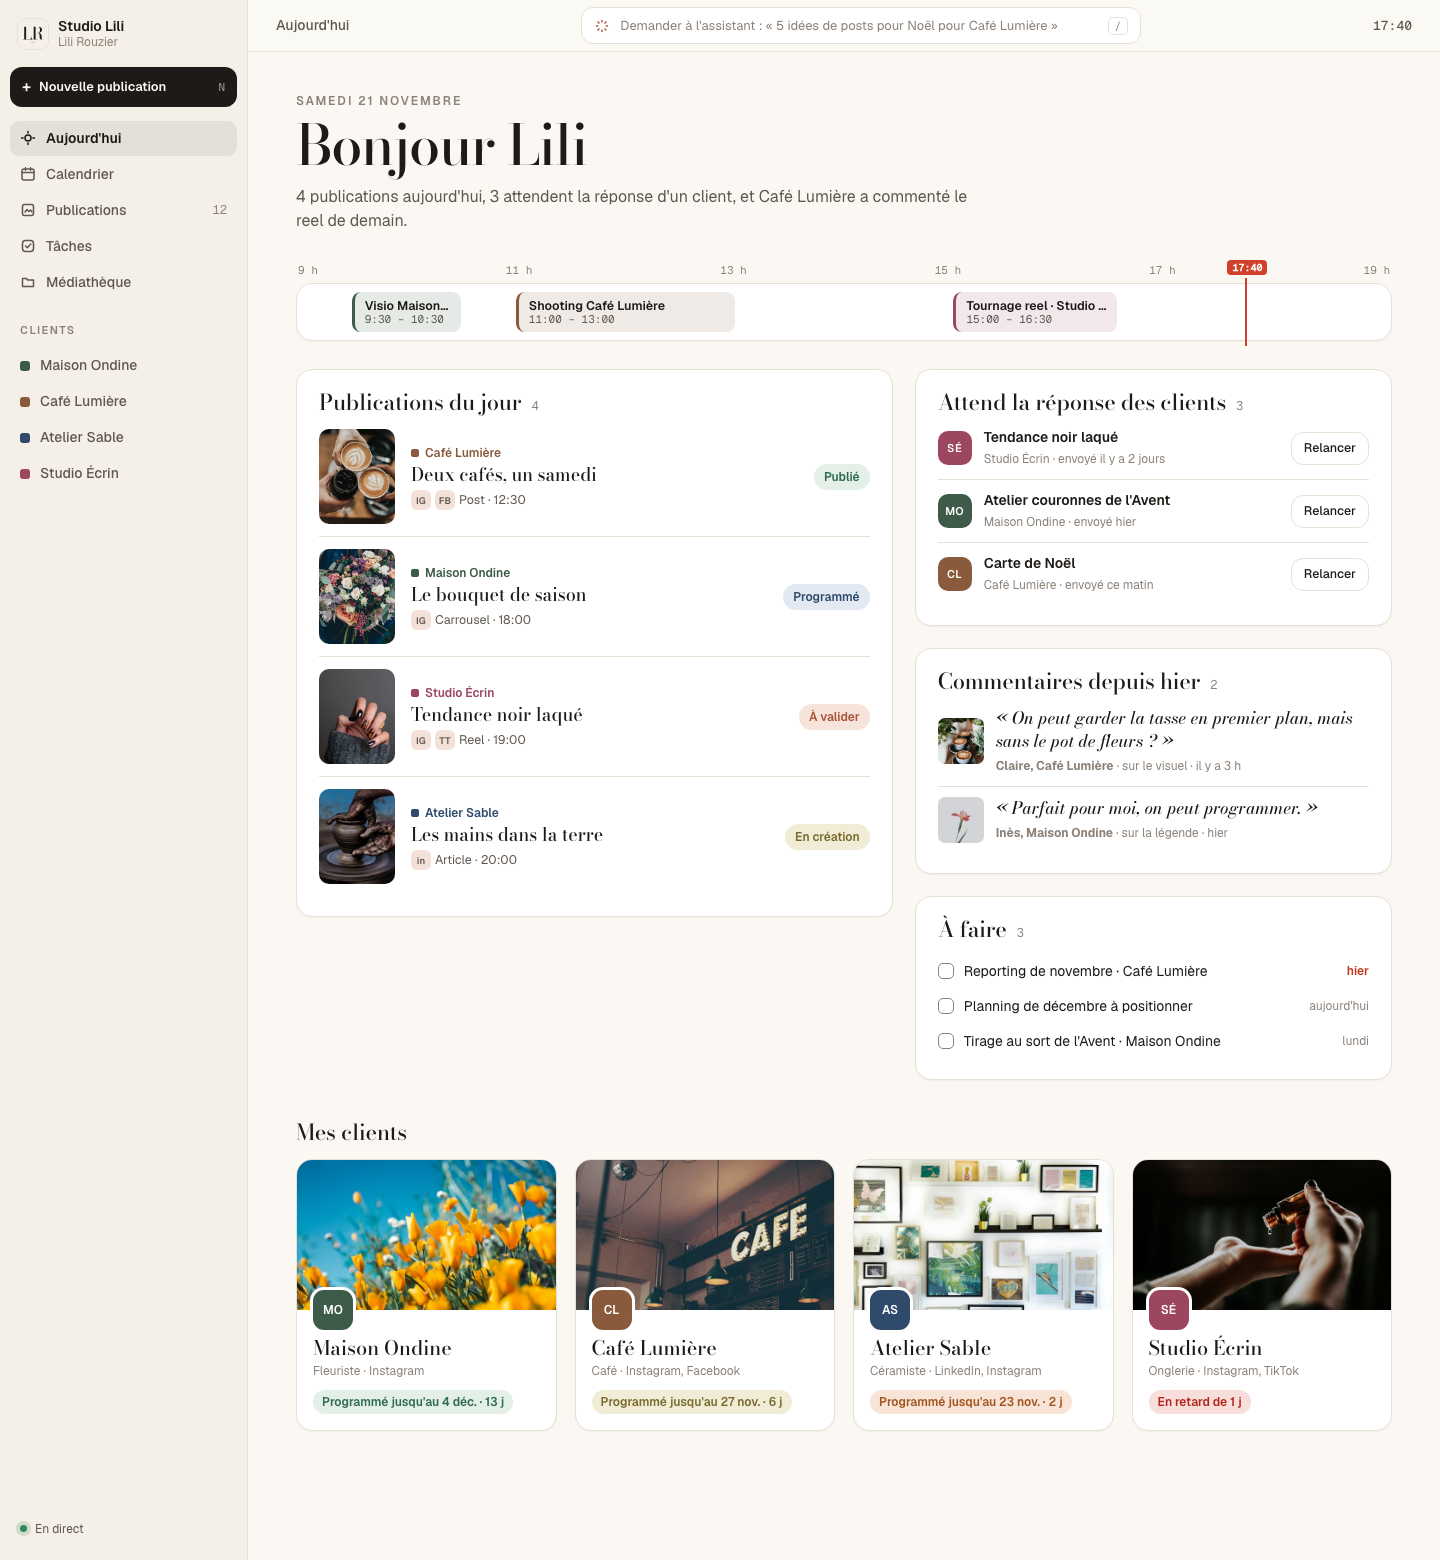 LR
Studio Lili
Lili Rouzier
+ Nouvelle publication N
Aujourd'hui
Calendrier
Publications 12
Tâches
Médiathèque
CLIENTS
Maison Ondine
Café Lumière
Atelier Sable
Studio Écrin
En direct
Aujourd'hui
Demander à l'assistant : « 5 idées de posts pour Noël pour Café Lumière » /
17:40
SAMEDI 21 NOVEMBRE
Bonjour Lili
4 publications aujourd'hui, 3 attendent la réponse d'un client, et Café Lumière a commenté le
reel de demain.
9 h 11 h 13 h 15 h 17 h 17:40 19 h
Visio Maison…
9:30 – 10:30
Shooting Café Lumière
11:00 – 13:00
Tournage reel · Studio …
15:00 – 16:30
Publications du jour 4
Café Lumière
Deux cafés, un samedi
IG FB Post · 12:30
Publié
Maison Ondine
Le bouquet de saison
IG Carrousel · 18:00
Programmé
Studio Écrin
Tendance noir laqué
IG TT Reel · 19:00
À valider
Atelier Sable
Les mains dans la terre
in Article · 20:00
En création
Attend la réponse des clients 3
SÉ
Tendance noir laqué
Studio Écrin · envoyé il y a 2 jours
Relancer
MO
Atelier couronnes de l'Avent
Maison Ondine · envoyé hier
Relancer
CL
Carte de Noël
Café Lumière · envoyé ce matin
Relancer
Commentaires depuis hier 2
« On peut garder la tasse en premier plan, mais
sans le pot de fleurs ? »
Claire, Café Lumière · sur le visuel · il y a 3 h
« Parfait pour moi, on peut programmer. »
Inès, Maison Ondine · sur la légende · hier
À faire 3
Reporting de novembre · Café Lumière hier
Planning de décembre à positionner aujourd'hui
Tirage au sort de l'Avent · Maison Ondine lundi
Mes clients
MO
Maison Ondine
Fleuriste · Instagram
Programmé jusqu'au 4 déc. · 13 j
CAFE
CL
Café Lumière
Café · Instagram, Facebook
Programmé jusqu'au 27 nov. · 6 j
AS
Atelier Sable
Céramiste · LinkedIn, Instagram
Programmé jusqu'au 23 nov. · 2 j
SÉ
Studio Écrin
Onglerie · Instagram, TikTok
En retard de 1 j